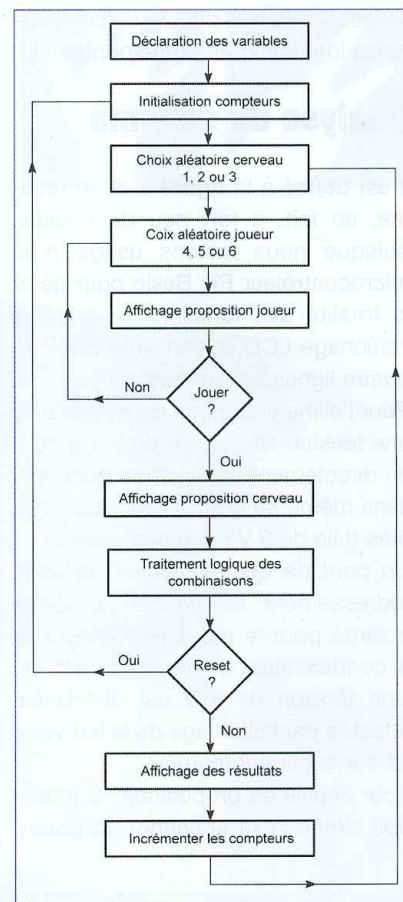 Déclaration des variables
Initialisation compteurs
Choix aléatoire cerveau
1, 2 ou 3
Coix aléatoire joueur
4, 5 ou 6
Affichage proposition joueur
Non
Jouer
?
Oui
Affichage proposition cerveau
Traitement logique des
combinaisons
Oui
Reset
?
Non
Affichage des résultats
Incrémenter les compteurs